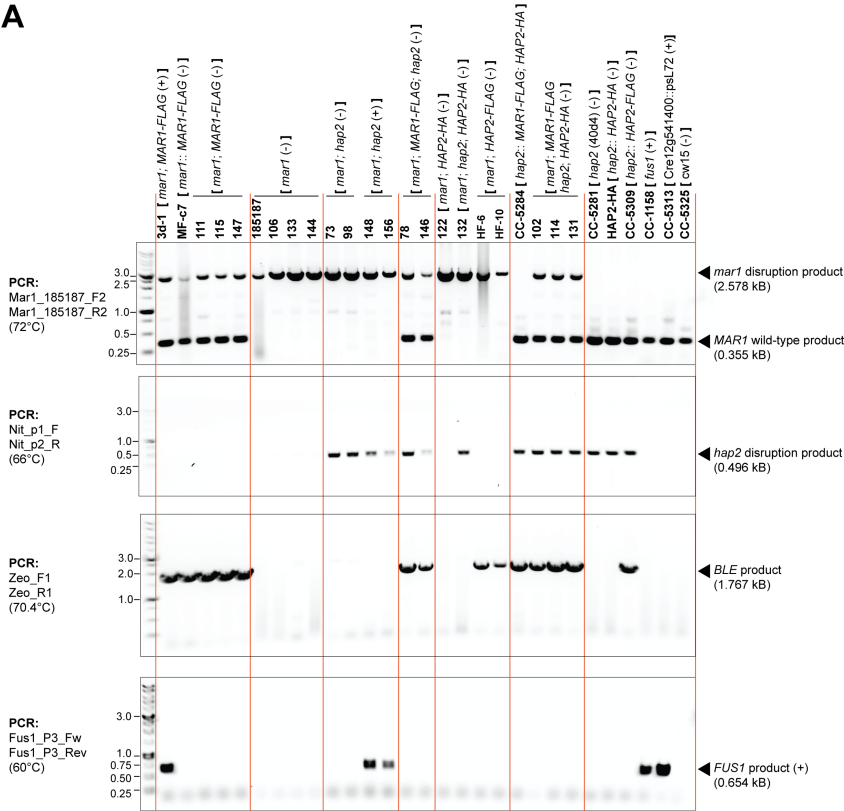 A
[ mar1; MAR1-FLAG (+) ]
[ mar1:: MAR1-FLAG (-) ]
[ mar1; MAR1-FLAG (-) ]
[ mar1 (-) ]
[ mar1; hap2 (-) ]
[ mar1; hap2 (+) ]
[ mar1; MAR1-FLAG; hap2 (-) ]
[ mar1; HAP2-HA (-) ]
[ mar1; hap2; HAP2-HA (-) ]
[ mar1; HAP2-FLAG (-) ]
[ hap2:: MAR1-FLAG; HAP2-HA ]
[ mar1; MAR1-FLAG
hap2; HAP2-HA (-) ]
[ hap2 (40d4) (-) ]
[ hap2:: HAP2-HA (-) ]
[ hap2:: HAP2-FLAG (-) ]
[ fus1 (+) ]
[ Cre12g541400::psL72 (+) ]
[ cw15 (-) ]
3d-1
MF-c7
111
115
147
185187
106
133
144
73
98
148
156
78
146
122
132
HF-6
HF-10
CC-5284
102
114
131
CC-5281
HAP2-HA
CC-5309
CC-1158
CC-5313
CC-5325
PCR:
Mar1_185187_F2
Mar1_185187_R2
(72°C)
3.0
2.5
1.0
0.5
0.25
mar1 disruption product
(2.578 kB)
MAR1 wild-type product
(0.355 kB)
PCR:
Nit_p1_F
Nit_p2_R
(66°C)
3.0
1.0
0.5
0.25
hap2 disruption product
(0.496 kB)
PCR:
Zeo_F1
Zeo_R1
(70.4°C)
3.0
2.0
1.0
BLE product
(1.767 kB)
PCR:
Fus1_P3_Fw
Fus1_P3_Rev
(60°C)
3.0
1.0
0.75
0.50
0.25
FUS1 product (+)
(0.654 kB)